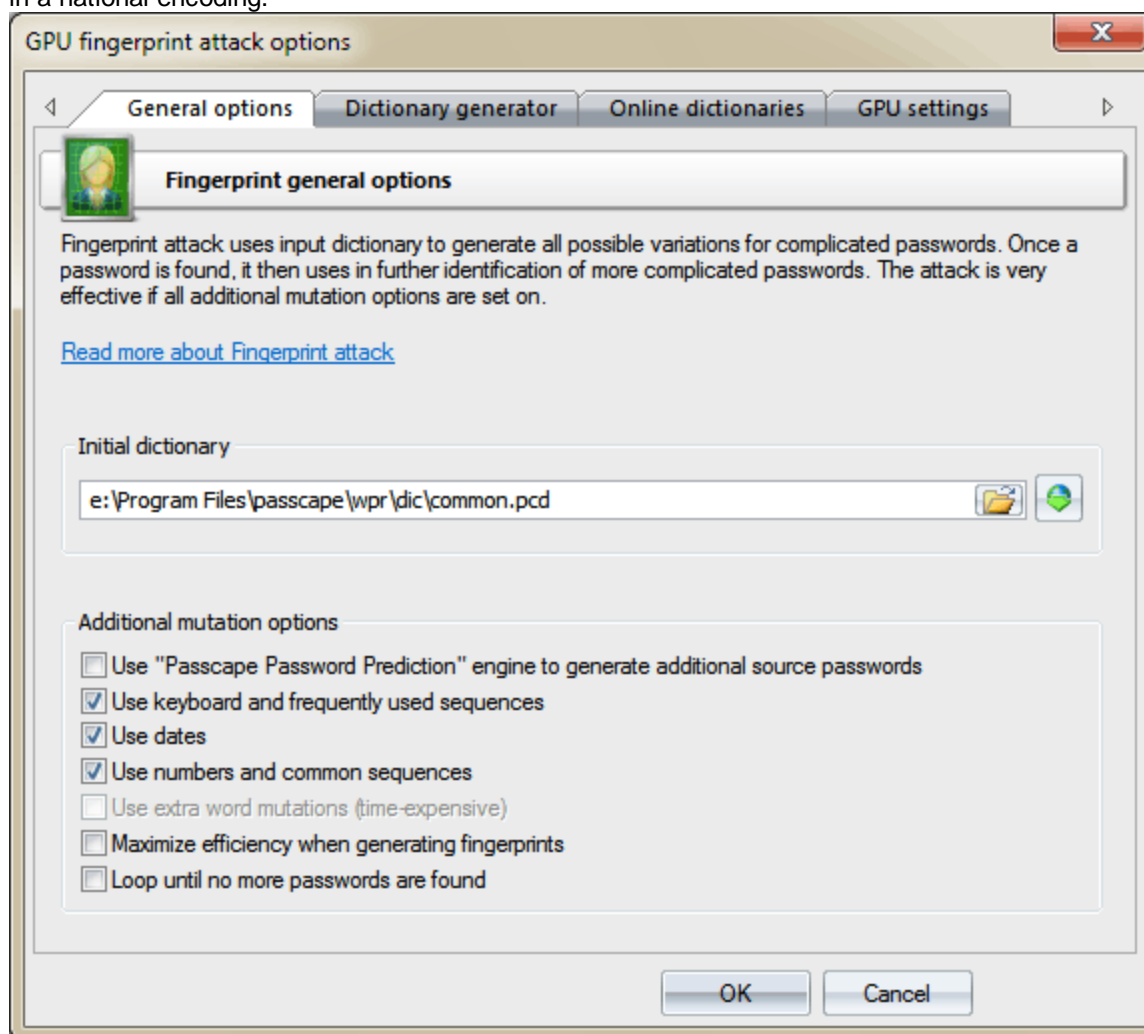 in a national encoding.
GPU fingerprint attack options
General options
Dictionary generator
Online dictionaries
GPU settings
Fingerprint general options
Fingerprint attack uses input dictionary to generate all possible variations for complicated passwords. Once a
password is found, it then uses in further identification of more complicated passwords. The attack is very
effective if all additional mutation options are set on.
Read more about Fingerprint attack
Initial dictionary
e:\Program Files\passcape\wpr\dic\common.pcd
Additional mutation options
Use "Passcape Password Prediction" engine to generate additional source passwords
Use keyboard and frequently used sequences
Use dates
Use numbers and common sequences
Use extra word mutations (time-expensive)
Maximize efficiency when generating fingerprints
Loop until no more passwords are found
OK
Cancel